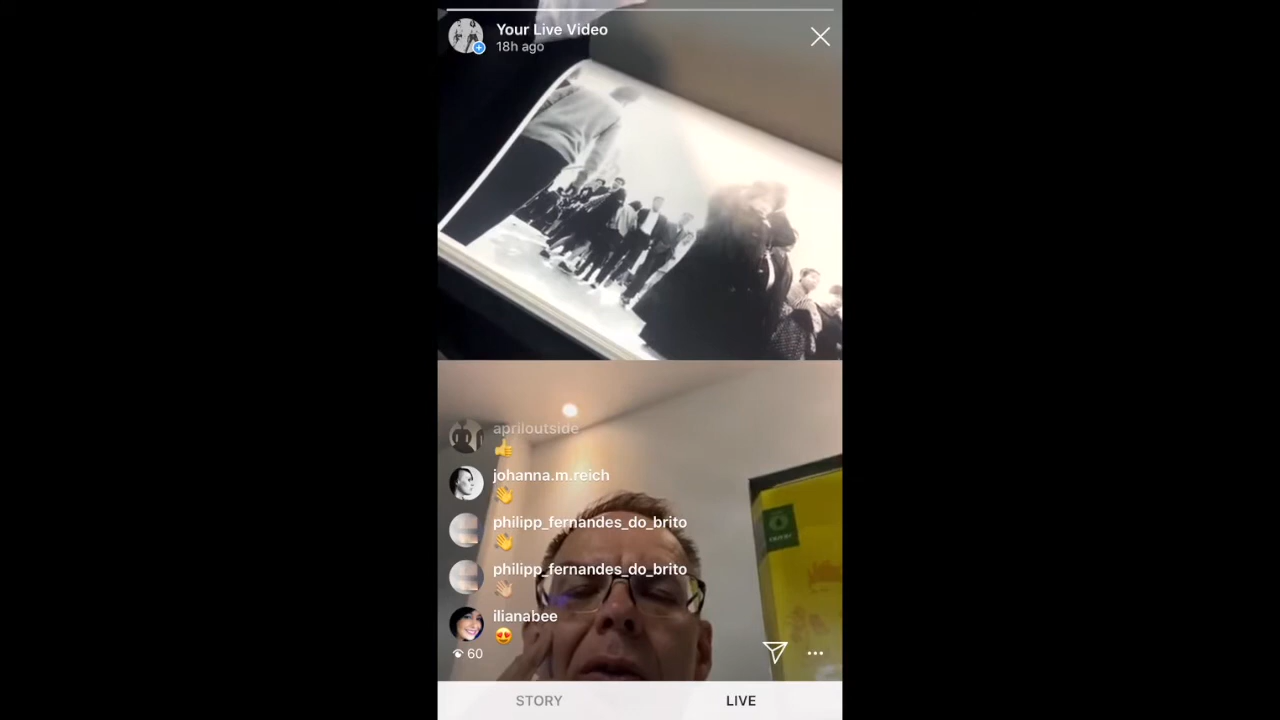 Your Live Video
18h ago
apriloutside
👍
johanna.m.reich
👋
philipp_fernandes_do_brito
👋
philipp_fernandes_do_brito
👋🏼
ilianabee
😍
60
STORY
LIVE